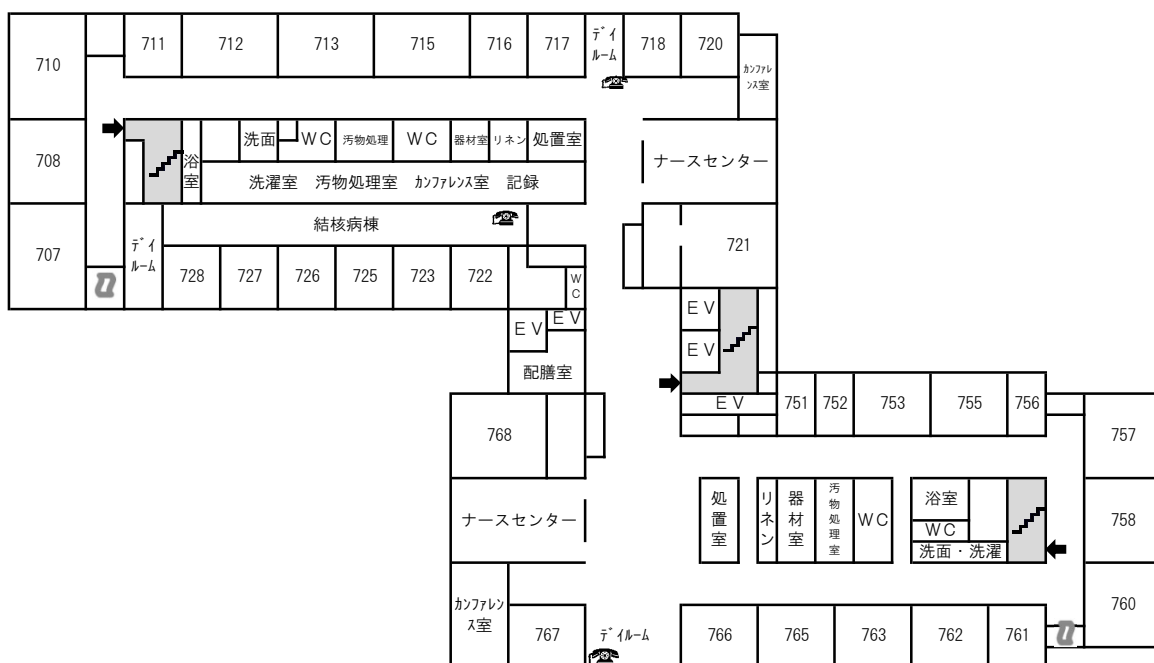 710
711
712
713
715
716
717
ﾃﾞｲ
ﾙｰﾑ
718
720
ｶﾝﾌｧﾚ
ﾝｽ室
708
浴
室
洗面
ＷＣ
汚物処理
ＷＣ
器材室
リネン
処置室
洗濯室　汚物処理室　ｶﾝﾌｧﾚﾝｽ室　記録
ナースセンター
707
ﾃﾞｲ
ﾙｰﾑ
結核病棟
721
728
727
726
725
723
722
Ｗ
Ｃ
ＥＶ
ＥＶ
ＥＶ
ＥＶ
配膳室
ＥＶ
751
752
753
755
756
757
768
ナースセンター
処
置
室
リ
ネ
ン
器
材
室
汚
物
処
理
室
ＷＣ
浴室
ＷＣ
洗面・洗濯
758
ｶﾝﾌｧﾚﾝ
ｽ室
767
ﾃﾞｲﾙｰﾑ
766
765
763
762
761
760